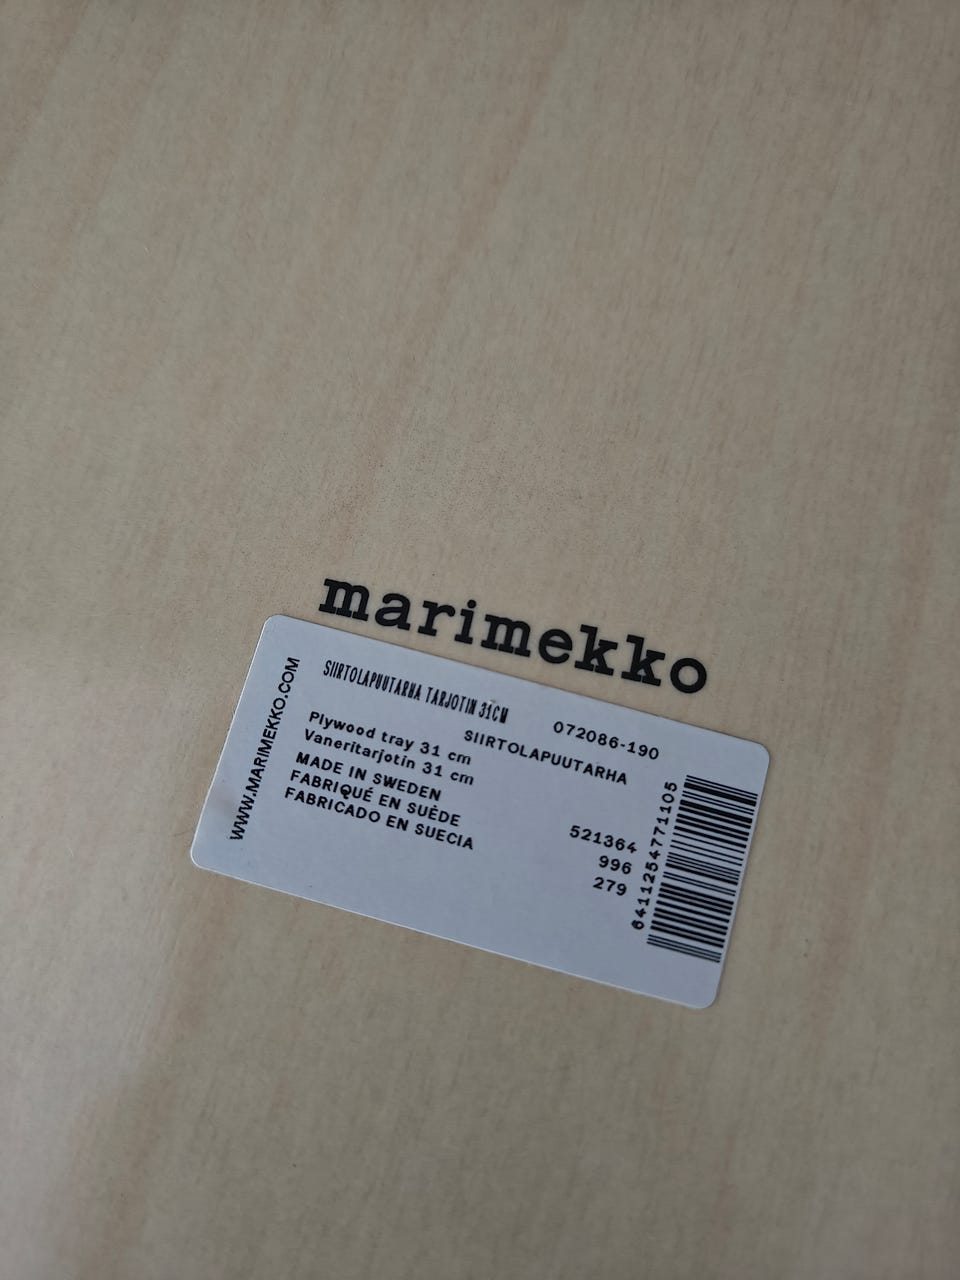 marimekko
WWW.MARIMEKKO.COM
SIIRTOLAPUUTARHA TARJOTIN 31CM
072086-190
SIIRTOLAPUUTARHA
Plywood tray 31 cm
Vaneritarjotin 31 cm
MADE IN SWEDEN
FABRIQUÉ EN SUÈDE
FABRICADO EN SUECIA
521364
996
279
6411254771105